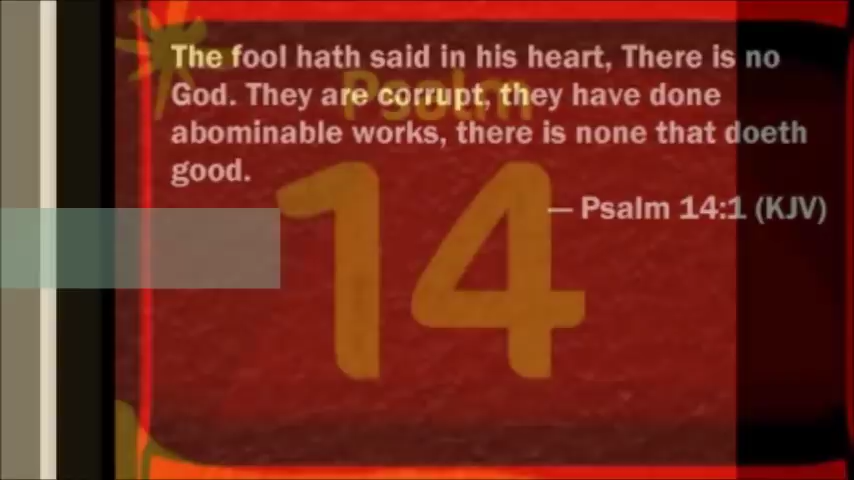 The fool hath said in his heart, There is no
God. They are corrupt, they have done
abominable works, there is none that doeth
good.
— Psalm 14:1 (KJV)
Psalm
14